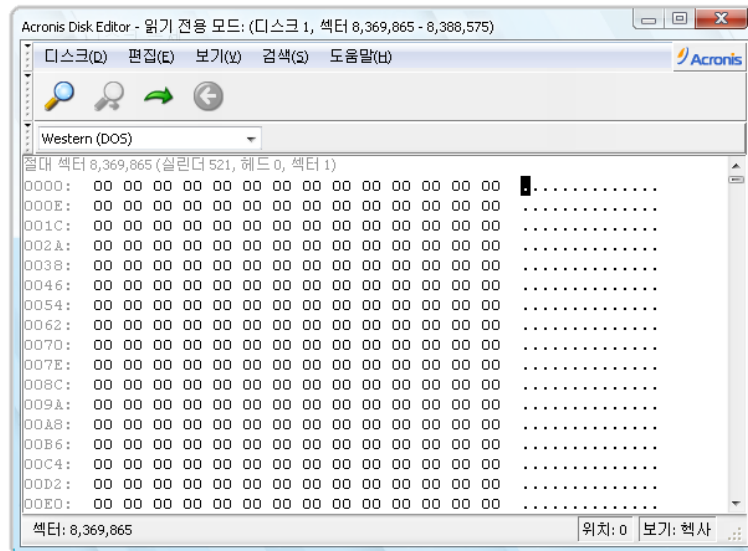 Acronis Disk Editor - 읽기 전용 모드: (디스크 1, 섹터 8,369,865 - 8,388,575)
디스크(D) 편집(E) 보기(V) 검색(S) 도움말(H)
Acronis
Western (DOS)
절대 섹터 8,369,865 (실린더 521, 헤드 0, 섹터 1)
0000: 00 00 00 00 00 00 00 00 00 00 00 00 00 00 ..............
000E: 00 00 00 00 00 00 00 00 00 00 00 00 00 00 ..............
001C: 00 00 00 00 00 00 00 00 00 00 00 00 00 00 ..............
002A: 00 00 00 00 00 00 00 00 00 00 00 00 00 00 ..............
0038: 00 00 00 00 00 00 00 00 00 00 00 00 00 00 ..............
0046: 00 00 00 00 00 00 00 00 00 00 00 00 00 00 ..............
0054: 00 00 00 00 00 00 00 00 00 00 00 00 00 00 ..............
0062: 00 00 00 00 00 00 00 00 00 00 00 00 00 00 ..............
0070: 00 00 00 00 00 00 00 00 00 00 00 00 00 00 ..............
007E: 00 00 00 00 00 00 00 00 00 00 00 00 00 00 ..............
008C: 00 00 00 00 00 00 00 00 00 00 00 00 00 00 ..............
009A: 00 00 00 00 00 00 00 00 00 00 00 00 00 00 ..............
00A8: 00 00 00 00 00 00 00 00 00 00 00 00 00 00 ..............
00B6: 00 00 00 00 00 00 00 00 00 00 00 00 00 00 ..............
00C4: 00 00 00 00 00 00 00 00 00 00 00 00 00 00 ..............
00D2: 00 00 00 00 00 00 00 00 00 00 00 00 00 00 ..............
00E0: 00 00 00 00 00 00 00 00 00 00 00 00 00 00 ..............
섹터: 8,369,865 위치: 0 보기: 헥사